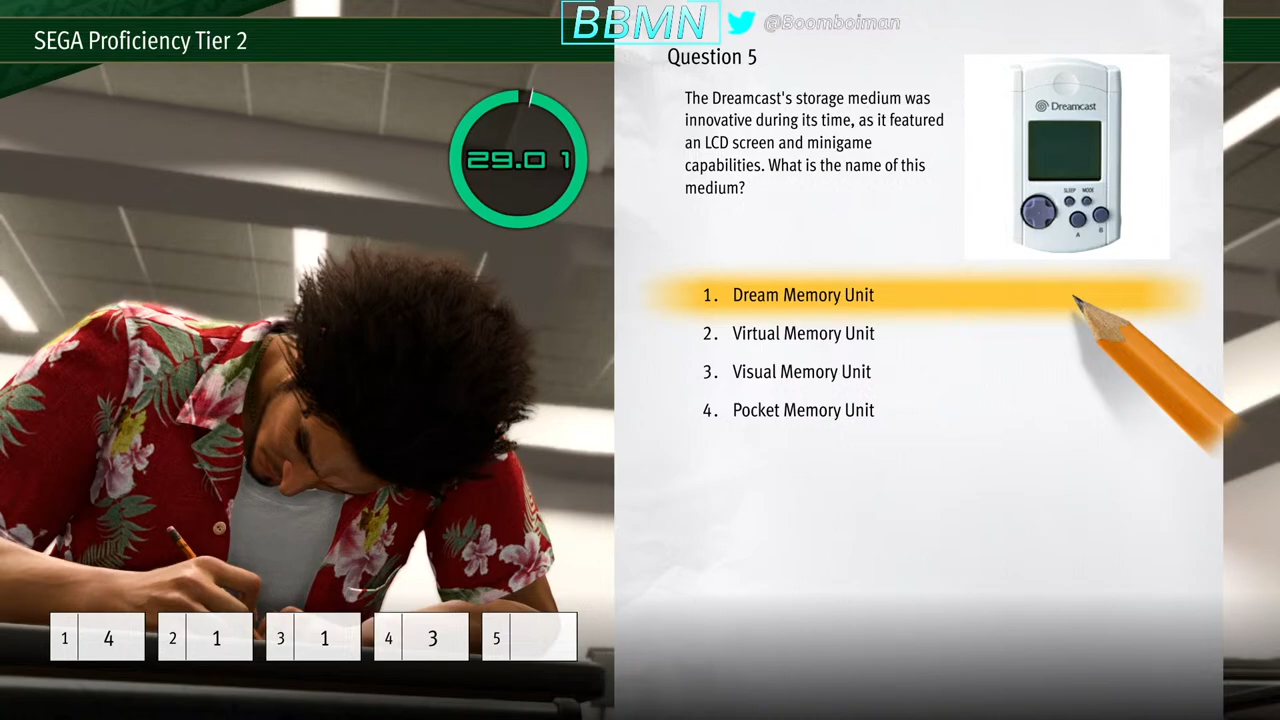 BBMN @Boomboiman
SEGA Proficiency Tier 2
29.01
Question 5
The Dreamcast's storage medium was
innovative during its time, as it featured
an LCD screen and minigame
capabilities. What is the name of this
medium?
Dreamcast
SLEEP MODE
A B
1. Dream Memory Unit
2. Virtual Memory Unit
3. Visual Memory Unit
4. Pocket Memory Unit
1 4 2 1 3 1 4 3 5